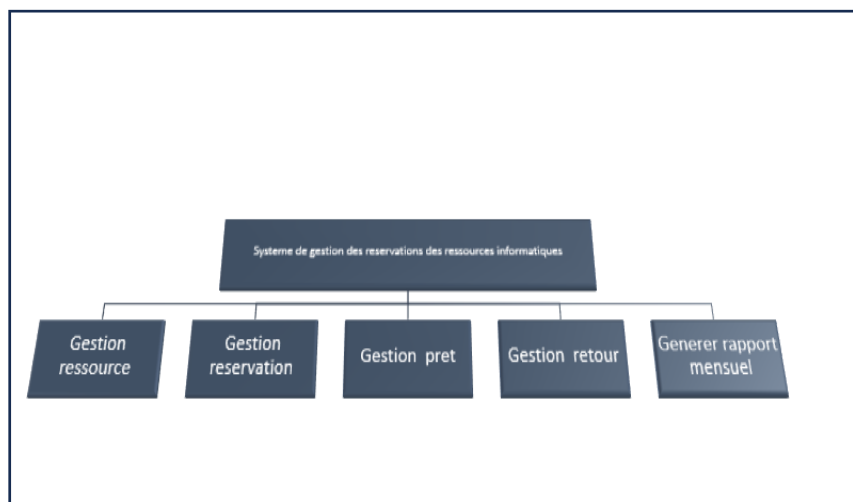 Systeme de gestion des reservations des ressources informatiques
Gestion
ressource
Gestion
reservation
Gestion pret
Gestion retour
Generer rapport
mensuel